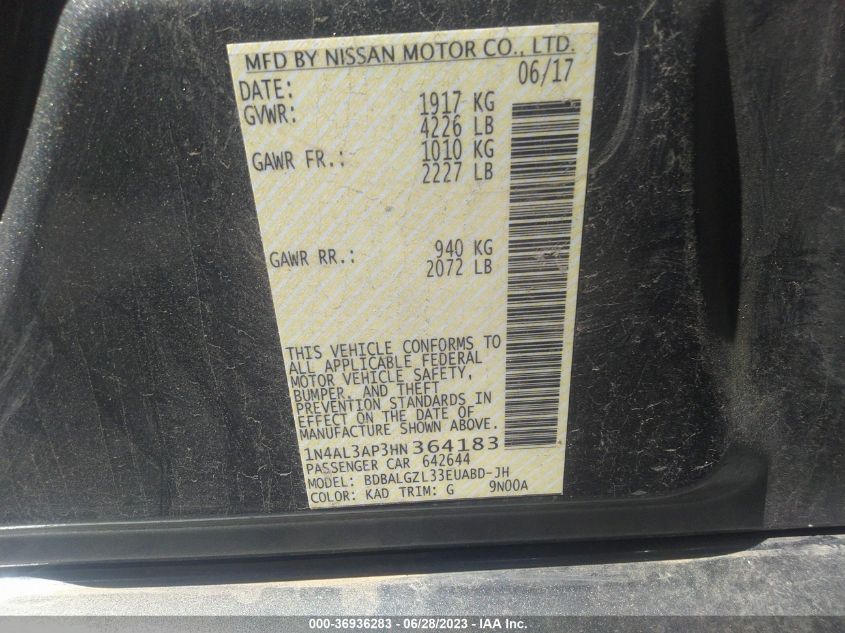 MFD BY NISSAN MOTOR CO., LTD.
DATE: 06/17
GVWR: 1917 KG
4226 LB
GAWR FR.: 1010 KG
2227 LB
GAWR RR.: 940 KG
2072 LB
THIS VEHICLE CONFORMS TO
ALL APPLICABLE FEDERAL
MOTOR VEHICLE SAFETY,
BUMPER, AND THEFT
PREVENTION STANDARDS IN
EFFECT ON THE DATE OF
MANUFACTURE SHOWN ABOVE.
1N4AL3AP3HN364183
PASSENGER CAR 642644
MODEL: BDBALGZL33EUABD-JH
COLOR: KAD TRIM: G 9N00A
000-36936283 - 06/28/2023 - IAA Inc.